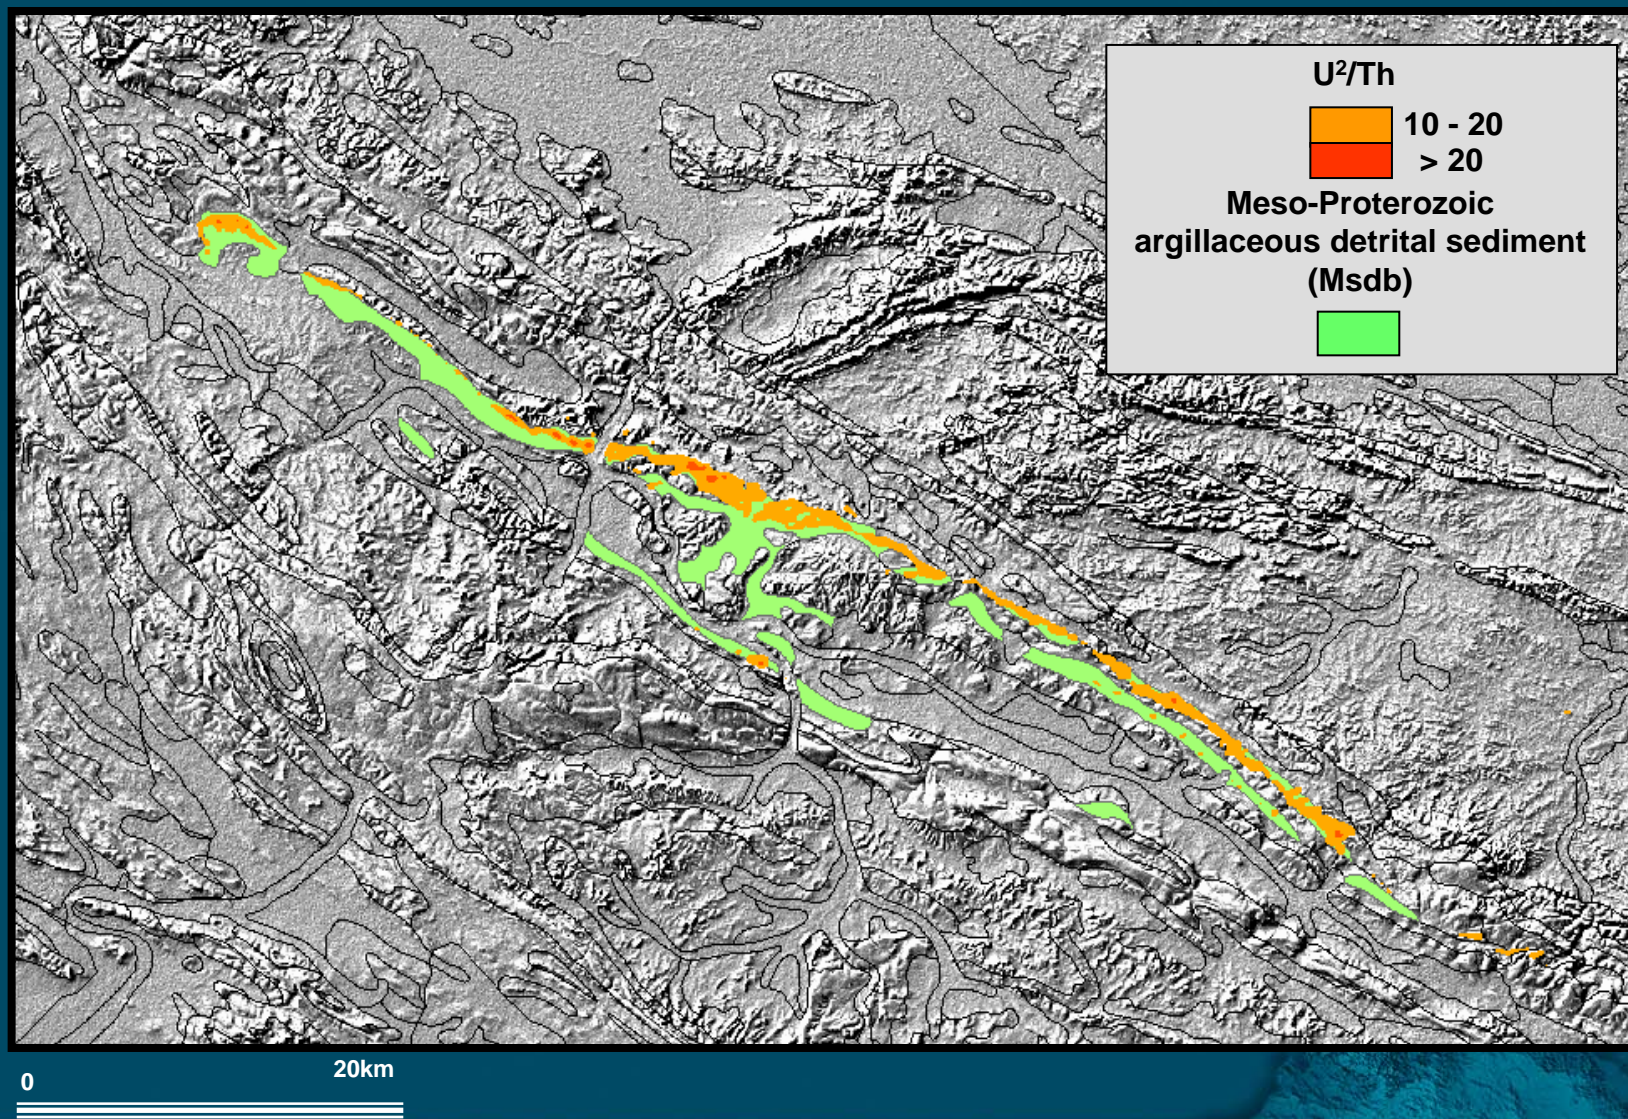 U²/Th
10 - 20
> 20
Meso-Proterozoic
argillaceous detrital sediment
(Msdb)
0
20km